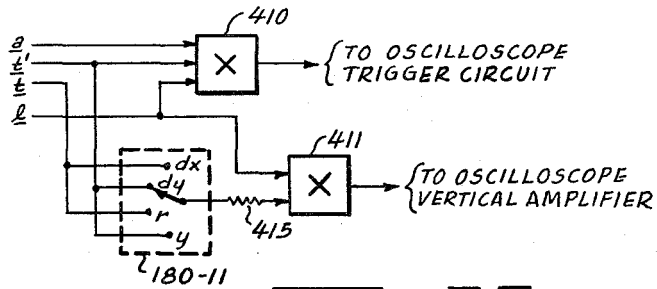 410
a
t'
t
l
X
TO OSCILLOSCOPE
TRIGGER CIRCUIT
411
X
TO OSCILLOSCOPE
VERTICAL AMPLIFIER
dx
dy
r
y
415
180-11